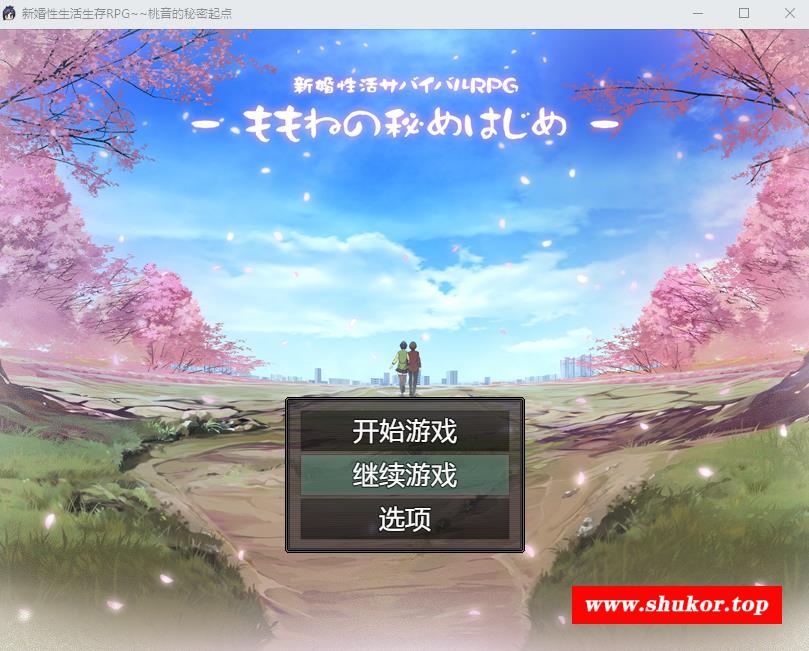 新婚性生活生存RPG~~桃音的秘密起点
新婚性活サバイバルRPG
- ももねの秘めはじめ -
开始游戏
继续游戏
选项
www.shukor.top